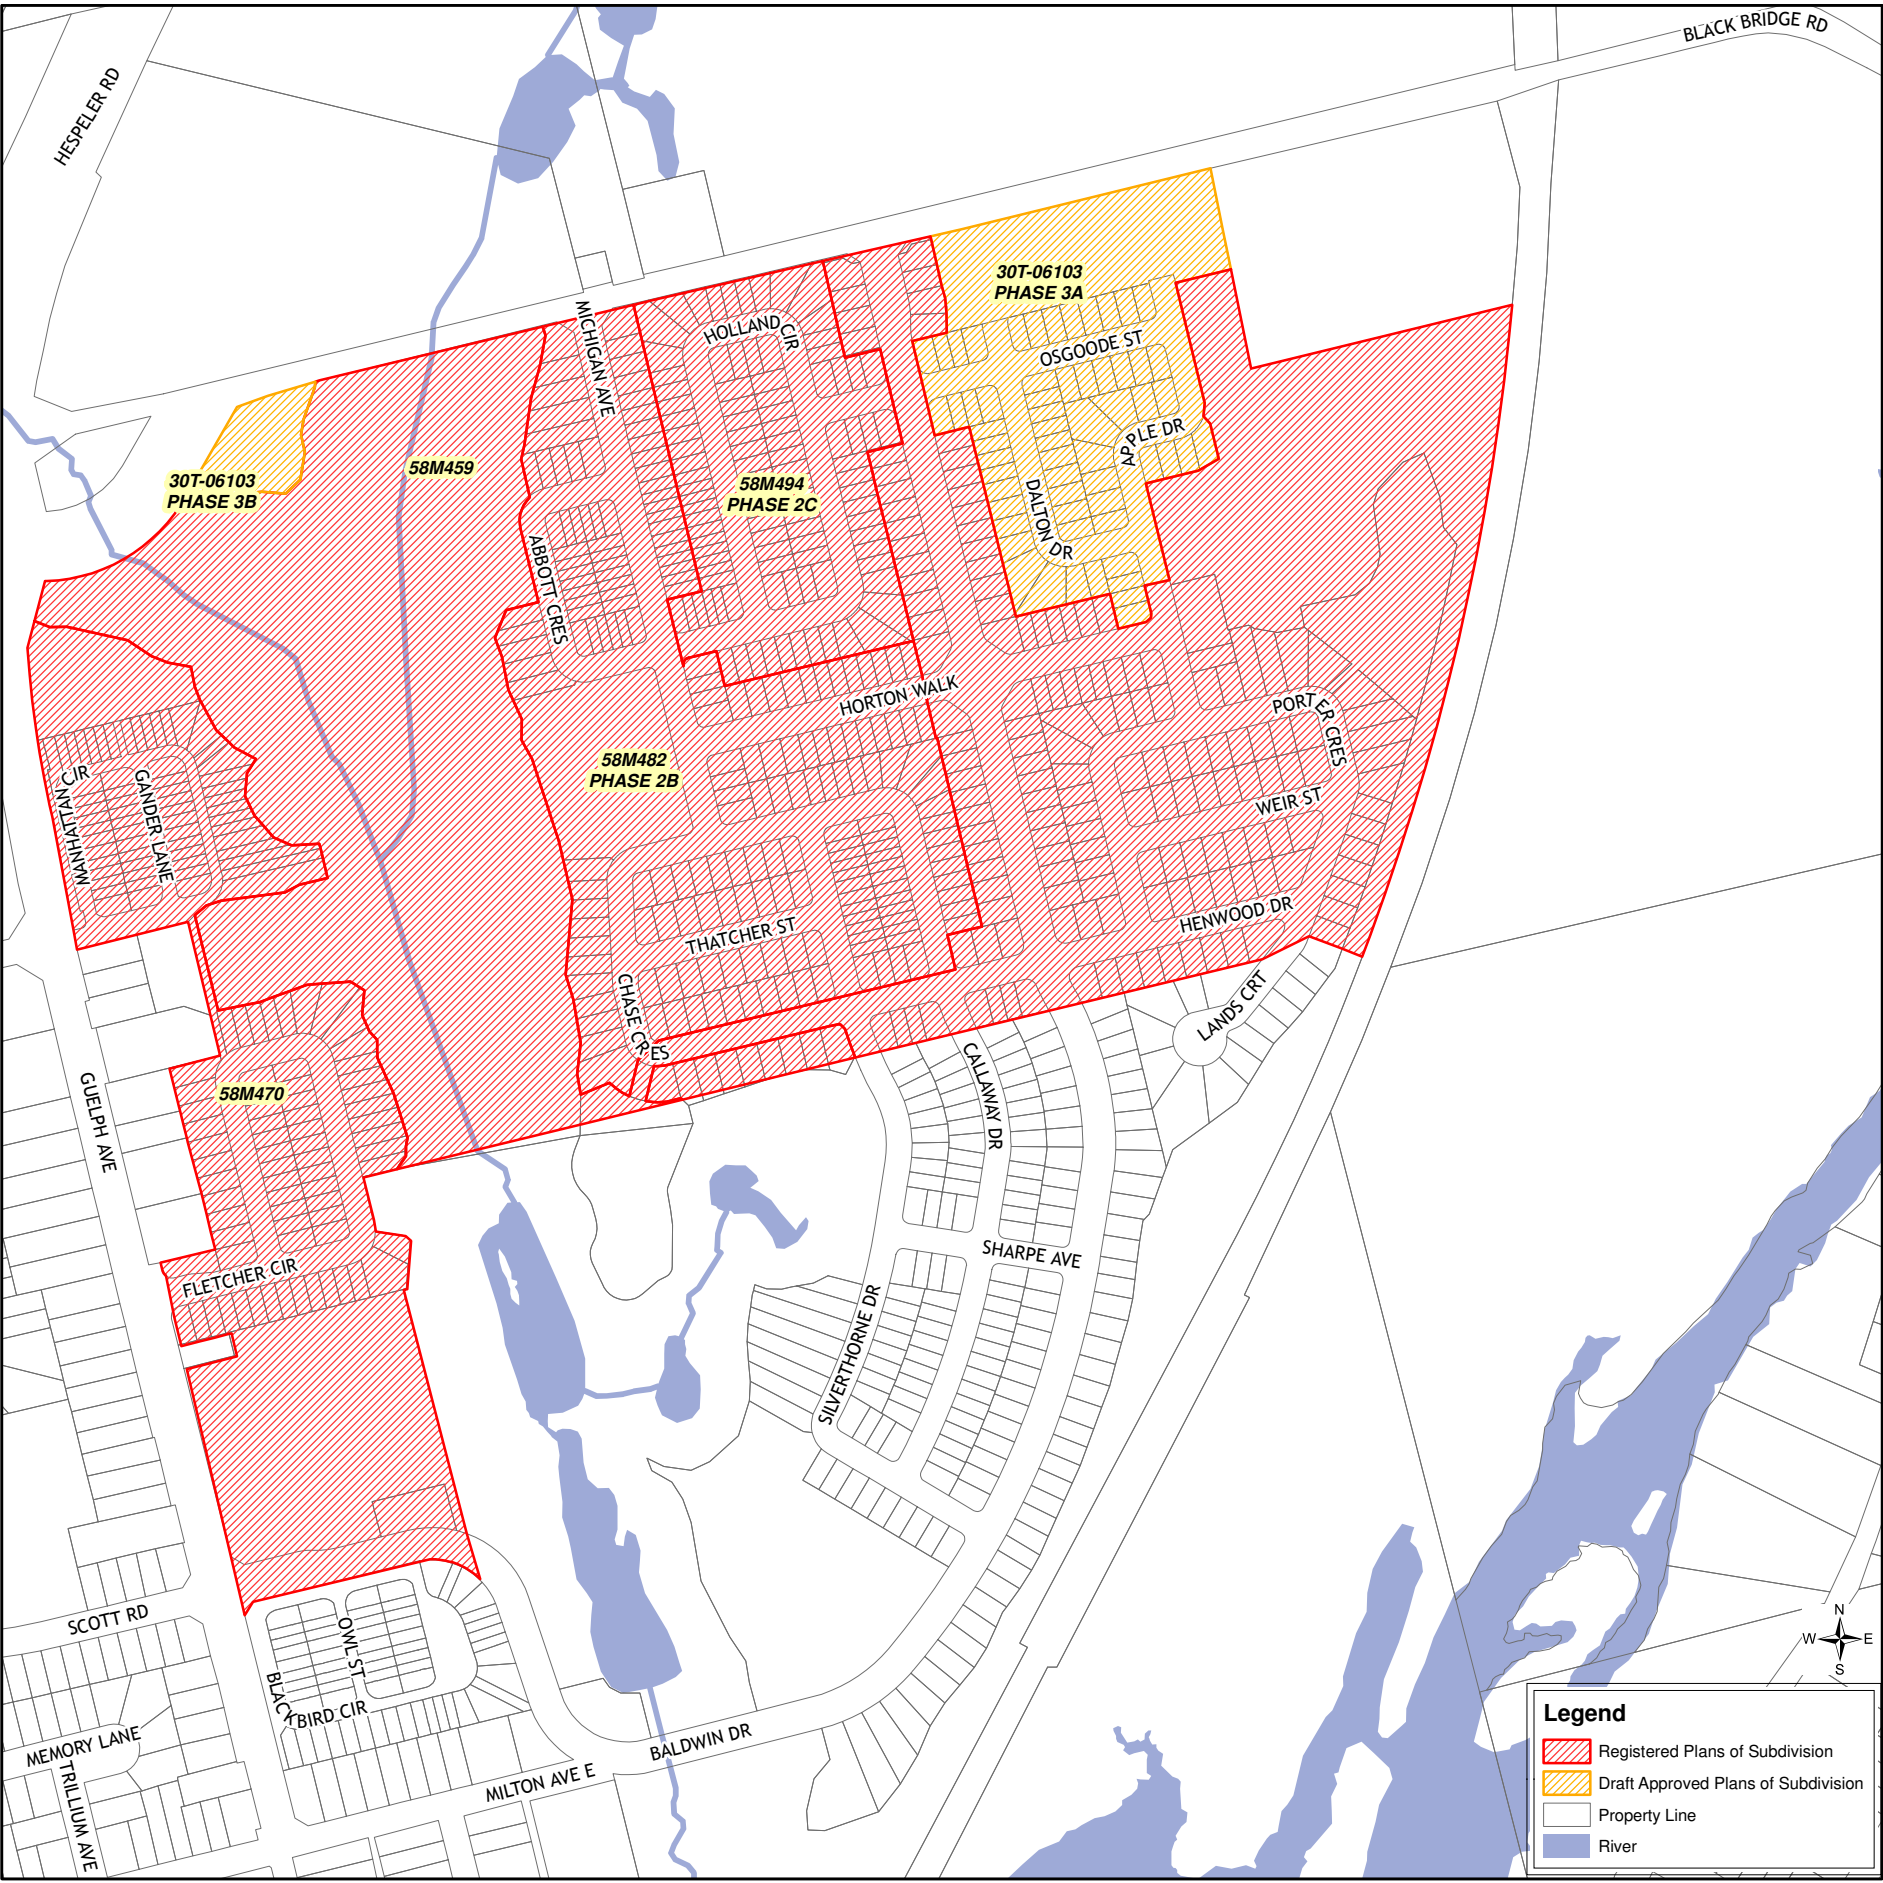 BLACK BRIDGE RD
HESPELER RD
30T-06103
PHASE 3A
MICHIGAN AVE
HOLLAND CIR
OSGOODE ST
APPLE DR
30T-06103
PHASE 3B
58M459
58M494
PHASE 2C
DALTON DR
ABBOTT CRES
HORTON WALK
PORTER CRES
58M482
PHASE 2B
MANHATTAN CIR
GANDER LANE
WEIR ST
HENWOOD DR
THATCHER ST
CHASE CRES
LANDS CRT
CALLAWAY DR
58M470
GUELPH AVE
SHARPE AVE
FLETCHER CIR
SILVERTHORNE DR
SCOTT RD
OWL ST
BLACKBIRD CIR
MEMORY LANE
TRILLIUM AVE
BALDWIN DR
MILTON AVE E
N
W E
S
Legend
Registered Plans of Subdivision
Draft Approved Plans of Subdivision
Property Line
River